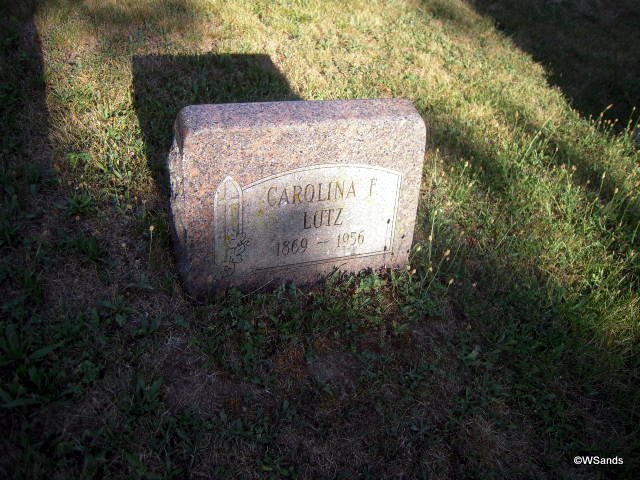 CAROLINA F
LUTZ
1869 - 1956
©WSands